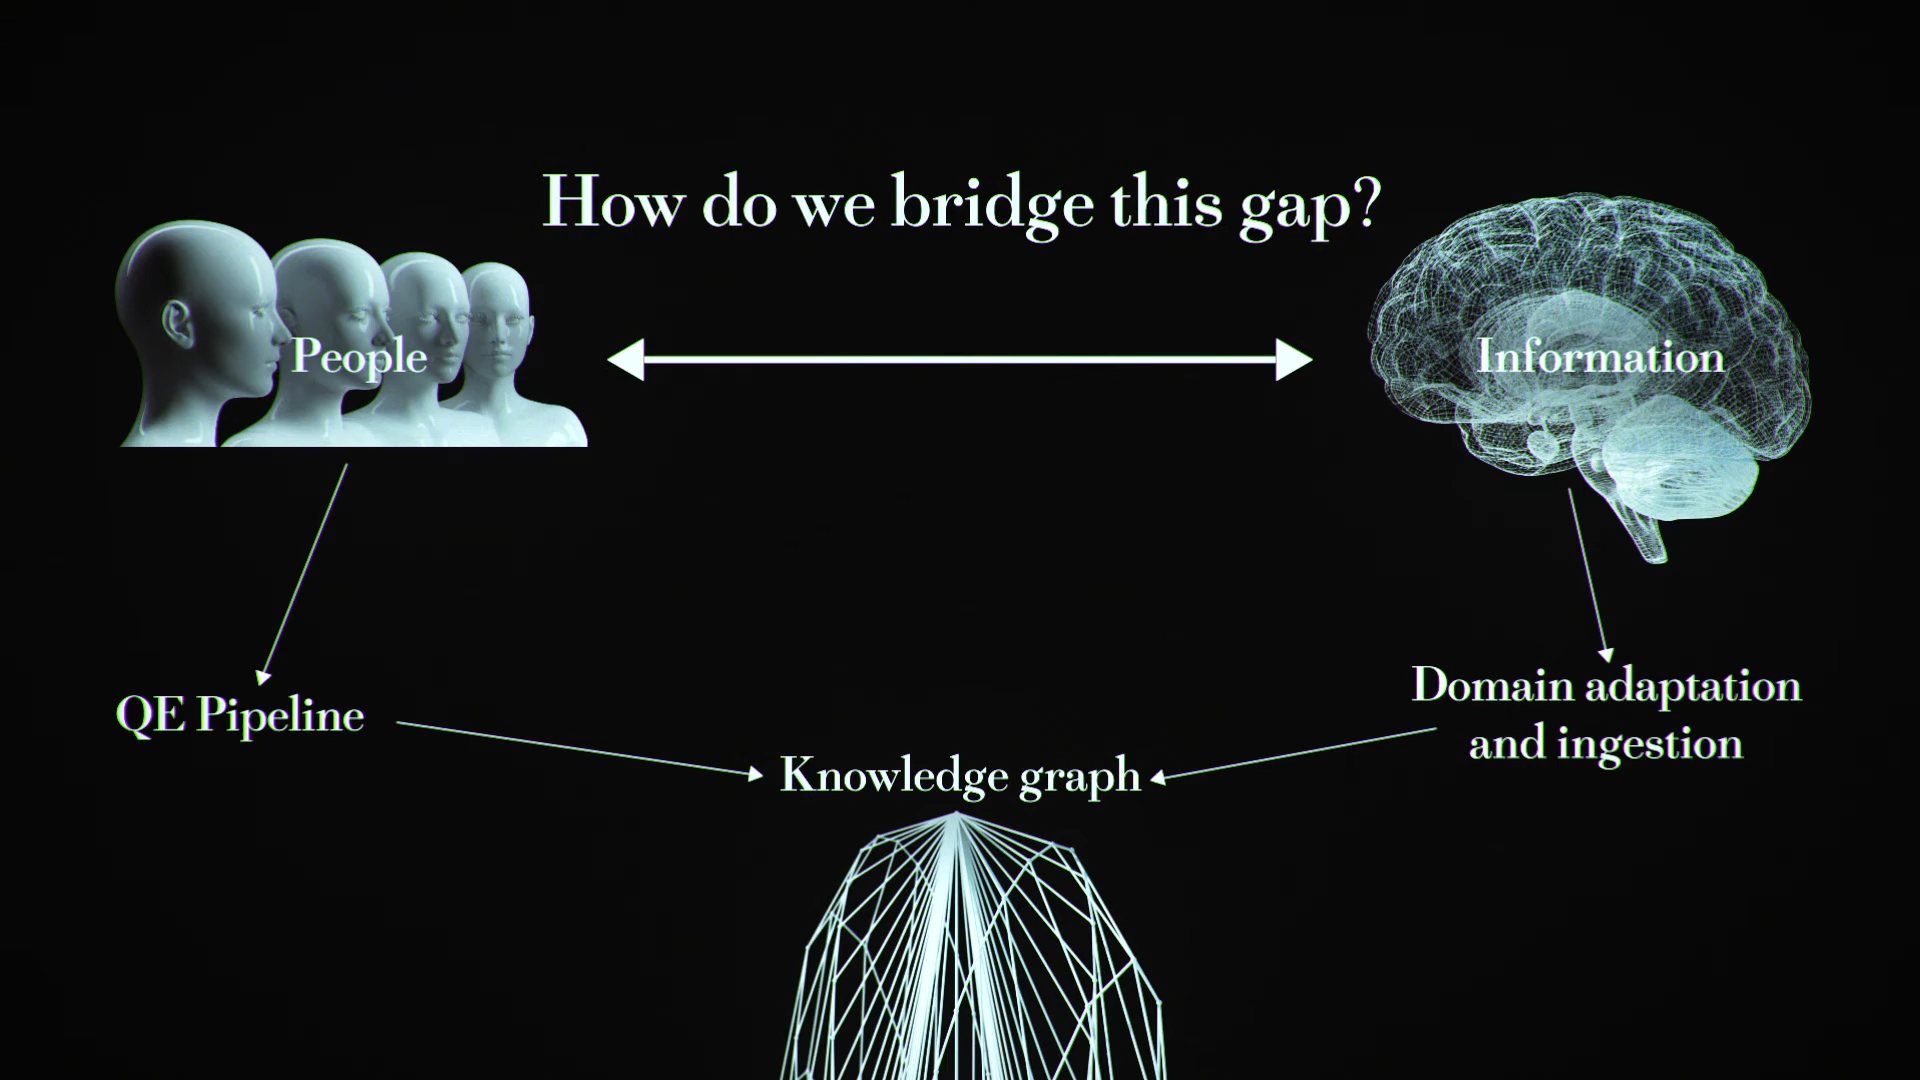 How do we bridge this gap?
People
Information
QE Pipeline
Domain adaptation
and ingestion
Knowledge graph